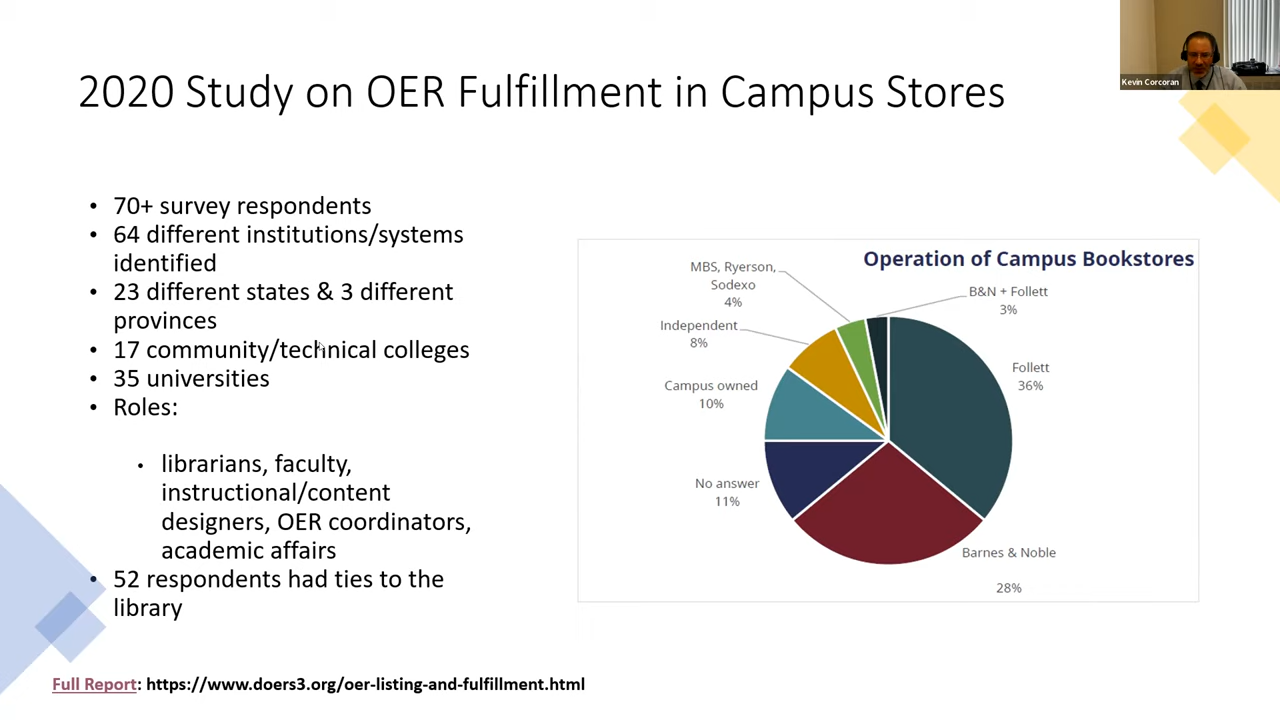 Kevin Corcoran
2020 Study on OER Fulfillment in Campus Stores
• 70+ survey respondents
• 64 different institutions/systems
identified
• 23 different states & 3 different
provinces
• 17 community/technical colleges
• 35 universities
• Roles:
• librarians, faculty,
instructional/content
designers, OER coordinators,
academic affairs
• 52 respondents had ties to the
library
Operation of Campus Bookstores
MBS, Ryerson,
Sodexo
4%
B&N + Follett
3%
Independent
8%
Follett
36%
Campus owned
10%
No answer
11%
Barnes & Noble
28%
Full Report: https://www.doers3.org/oer-listing-and-fulfillment.html